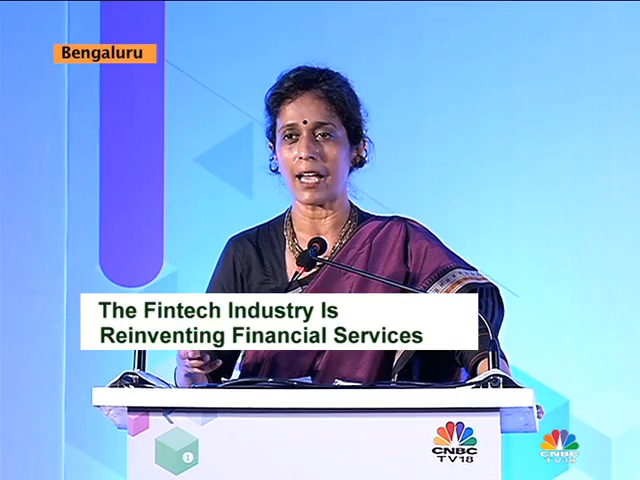 Bengaluru
The Fintech Industry Is
Reinventing Financial Services
CNBC
TV18
CNBC
TV18